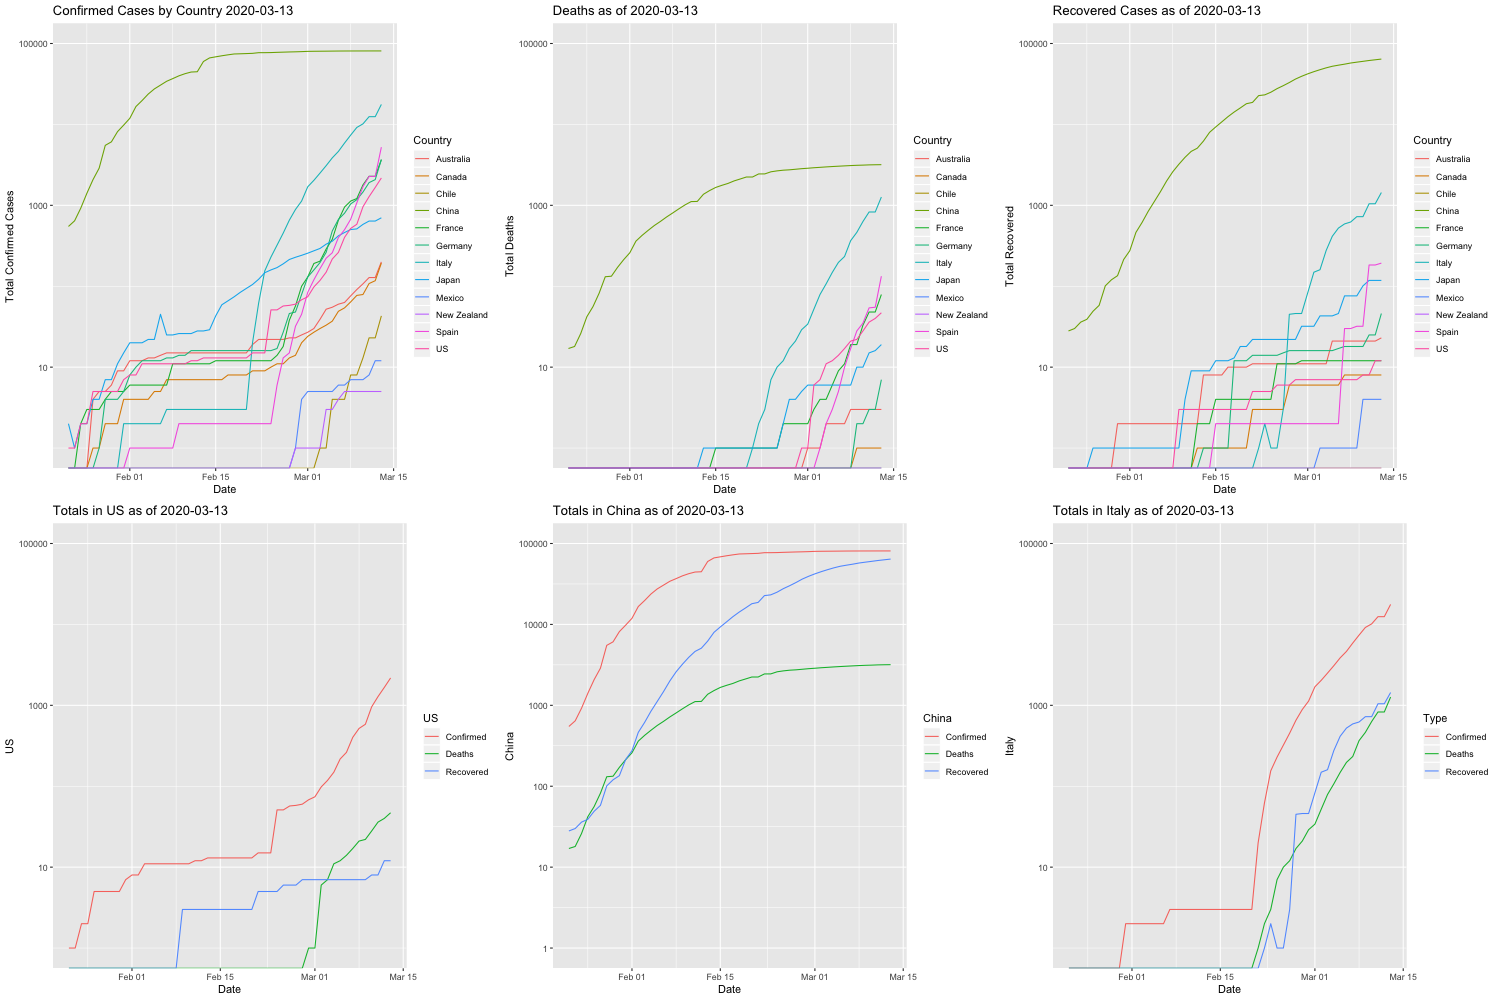 Confirmed Cases by Country 2020-03-13
100000
1000
10
Total Confirmed Cases
Feb 01
Feb 15
Mar 01
Mar 15
Date
Country
Australia
Canada
Chile
China
France
Germany
Italy
Japan
Mexico
New Zealand
Spain
US
Deaths as of 2020-03-13
100000
1000
10
Total Deaths
Feb 01
Feb 15
Mar 01
Mar 15
Date
Country
Australia
Canada
Chile
China
France
Germany
Italy
Japan
Mexico
New Zealand
Spain
US
Recovered Cases as of 2020-03-13
100000
1000
10
Total Recovered
Feb 01
Feb 15
Mar 01
Mar 15
Date
Country
Australia
Canada
Chile
China
France
Germany
Italy
Japan
Mexico
New Zealand
Spain
US
Totals in US as of 2020-03-13
100000
1000
10
US
Feb 01
Feb 15
Mar 01
Mar 15
Date
US
Confirmed
Deaths
Recovered
Totals in China as of 2020-03-13
100000
10000
1000
100
10
1
China
Feb 01
Feb 15
Mar 01
Mar 15
Date
China
Confirmed
Deaths
Recovered
Totals in Italy as of 2020-03-13
100000
1000
10
Italy
Feb 01
Feb 15
Mar 01
Mar 15
Date
Type
Confirmed
Deaths
Recovered